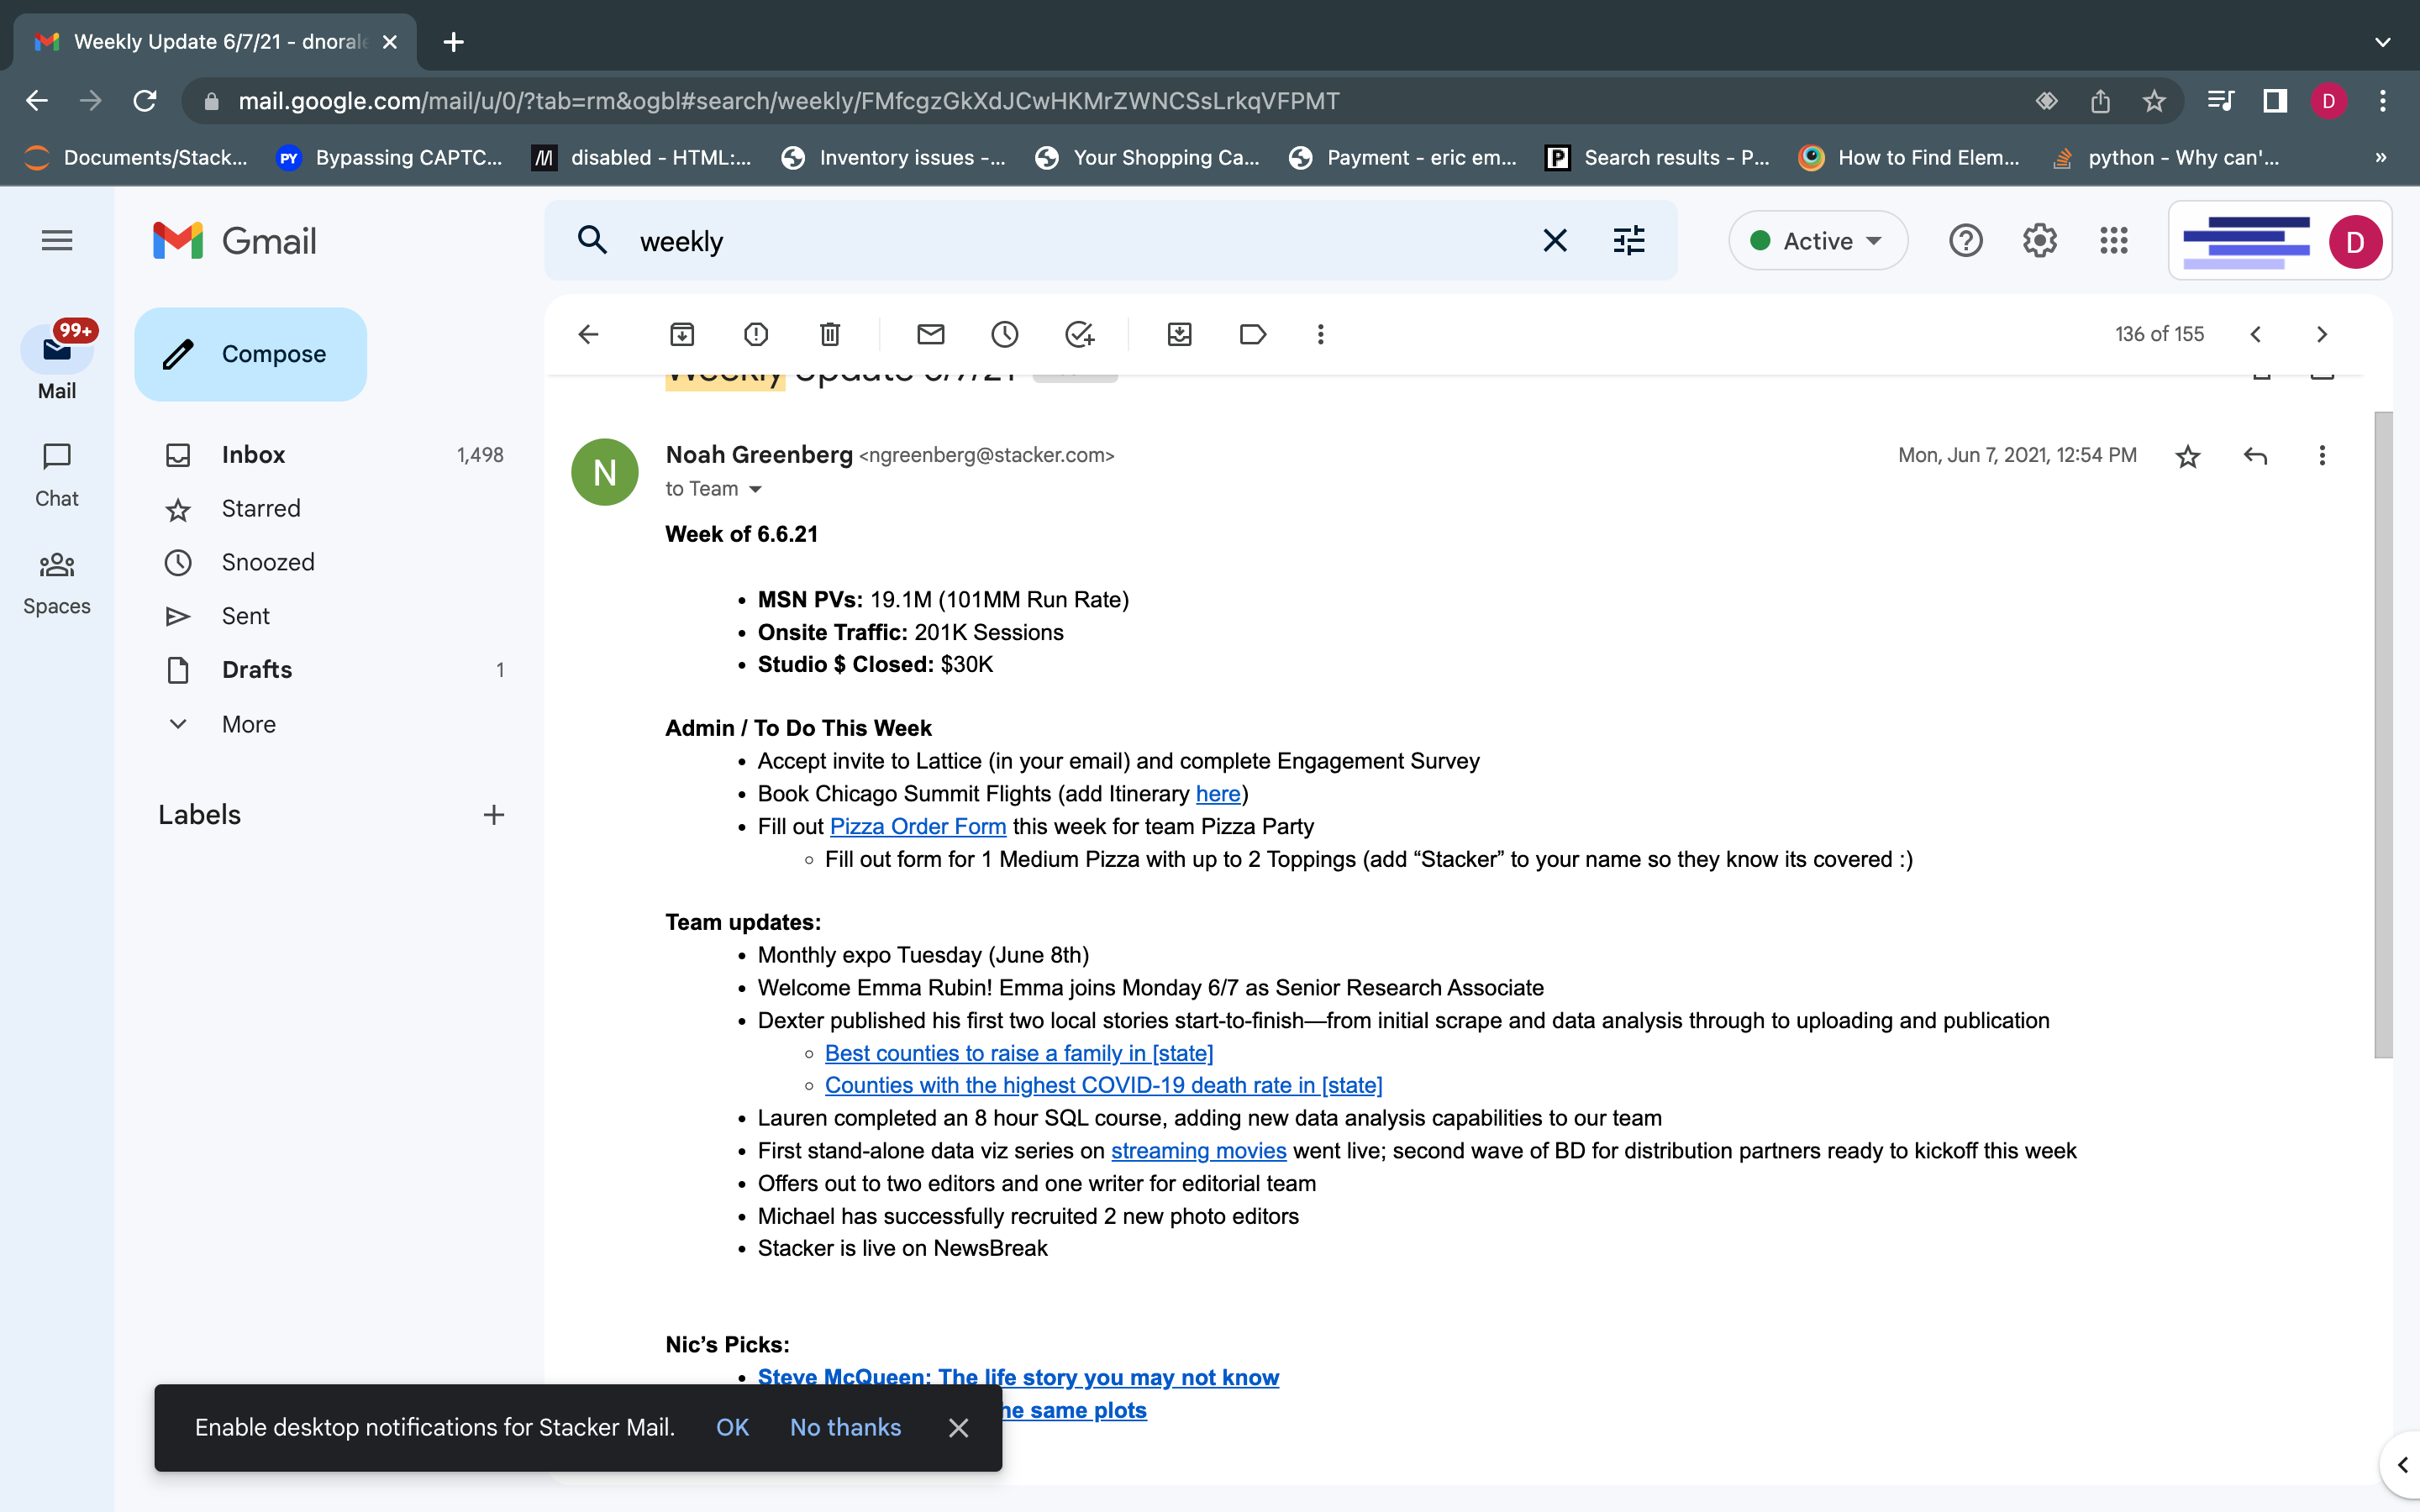 Weekly Update 6/7/21 - dnorale
mail.google.com/mail/u/0/?tab=rm&ogbl#search/weekly/FMfcgzGkXdJCwHKMrZWNCSsLrkqVFPMT
D
Documents/Stack...
PY Bypassing CAPTC...
disabled - HTML:...
Inventory issues -...
Your Shopping Ca...
Payment - eric em...
P Search results - P...
How to Find Elem...
python - Why can'...
»
Gmail
weekly
Active
D
99+
Mail
Chat
Spaces
Compose
Inbox 1,498
Starred
Snoozed
Sent
Drafts 1
More
Labels
136 of 155
Weekly Update 6/7/21
N
Noah Greenberg <ngreenberg@stacker.com>
Mon, Jun 7, 2021, 12:54 PM
to Team
Week of 6.6.21
• MSN PVs: 19.1M (101MM Run Rate)
• Onsite Traffic: 201K Sessions
• Studio $ Closed: $30K
Admin / To Do This Week
• Accept invite to Lattice (in your email) and complete Engagement Survey
• Book Chicago Summit Flights (add Itinerary here)
• Fill out Pizza Order Form this week for team Pizza Party
◦ Fill out form for 1 Medium Pizza with up to 2 Toppings (add “Stacker” to your name so they know its covered :)
Team updates:
• Monthly expo Tuesday (June 8th)
• Welcome Emma Rubin! Emma joins Monday 6/7 as Senior Research Associate
• Dexter published his first two local stories start-to-finish—from initial scrape and data analysis through to uploading and publication
◦ Best counties to raise a family in [state]
◦ Counties with the highest COVID-19 death rate in [state]
• Lauren completed an 8 hour SQL course, adding new data analysis capabilities to our team
• First stand-alone data viz series on streaming movies went live; second wave of BD for distribution partners ready to kickoff this week
• Offers out to two editors and one writer for editorial team
• Michael has successfully recruited 2 new photo editors
• Stacker is live on NewsBreak
Nic’s Picks:
• Steve McQueen: The life story you may not know
he same plots
Enable desktop notifications for Stacker Mail. OK No thanks